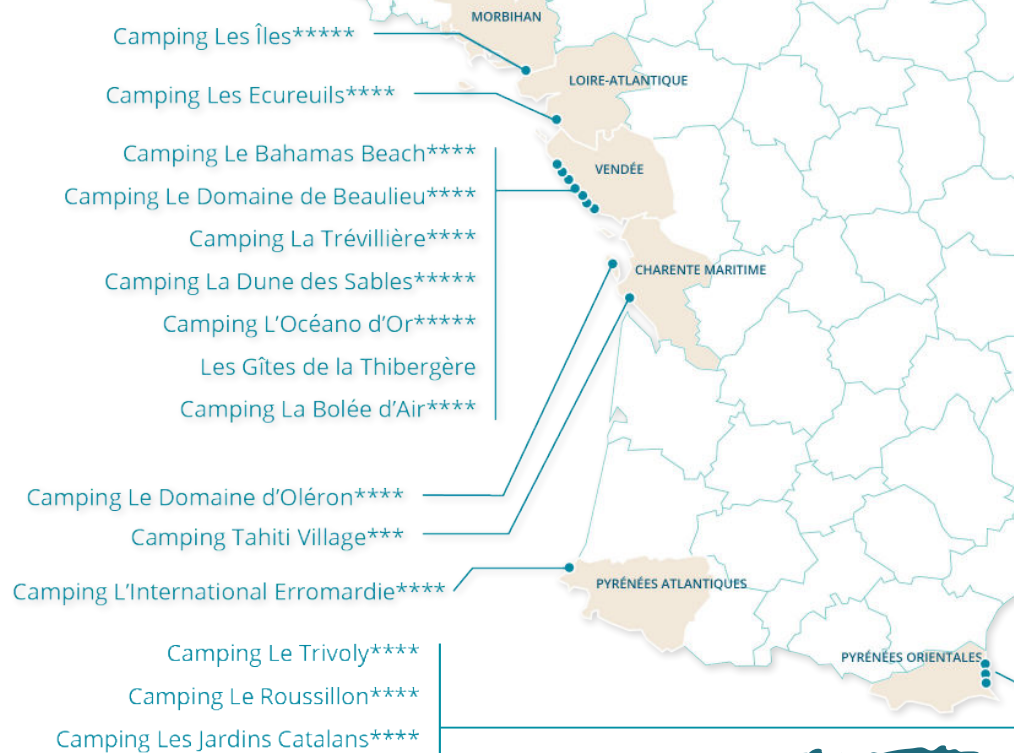 MORBIHAN
Camping Les Îles*****
LOIRE-ATLANTIQUE
Camping Les Ecureuils****
Camping Le Bahamas Beach****
VENDÉE
Camping Le Domaine de Beaulieu****
Camping La Trévillière****
CHARENTE MARITIME
Camping La Dune des Sables*****
Camping L'Océano d'Or*****
Les Gîtes de la Thibergère
Camping La Bolée d'Air****
Camping Le Domaine d'Oléron****
Camping Tahiti Village***
PYRÉNÉES ATLANTIQUES
Camping L'International Erromardie****
Camping Le Trivoly****
PYRÉNÉES ORIENTALES
Camping Le Roussillon****
Camping Les Jardins Catalans****